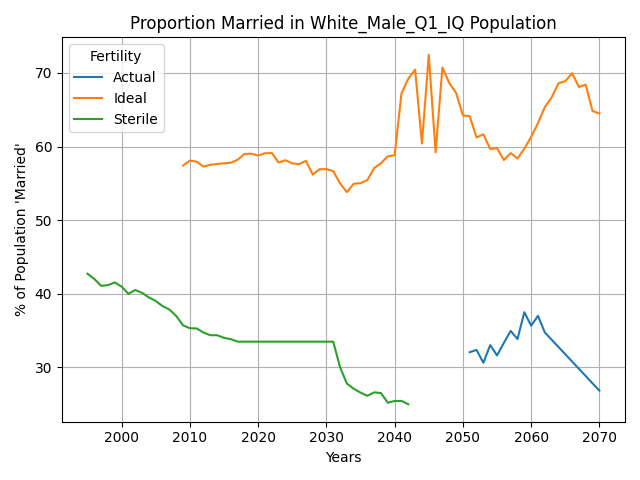 Proportion Married in White_Male_Q1_IQ Population
Fertility
Actual
Ideal
Sterile
% of Population 'Married'
70
60
50
40
30
2000 2010 2020 2030 2040 2050 2060 2070
Years